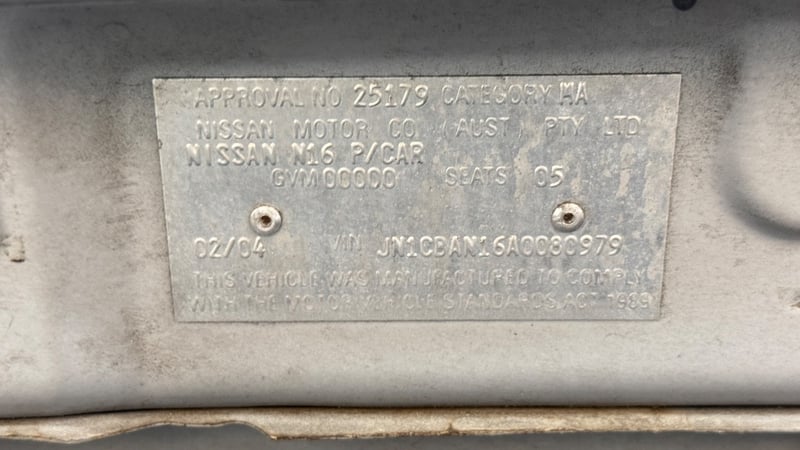 APPROVAL NO 25179 CATEGORY MA
NISSAN MOTOR CO (AUST) PTY LTD
NISSAN N16 P/CAR
GVM 00000 SEATS 05
02/04 VIN JN1CBAN16A0080979
THIS VEHICLE WAS MANUFACTURED TO COMPLY
WITH THE MOTOR VEHICLE STANDARDS ACT 1989